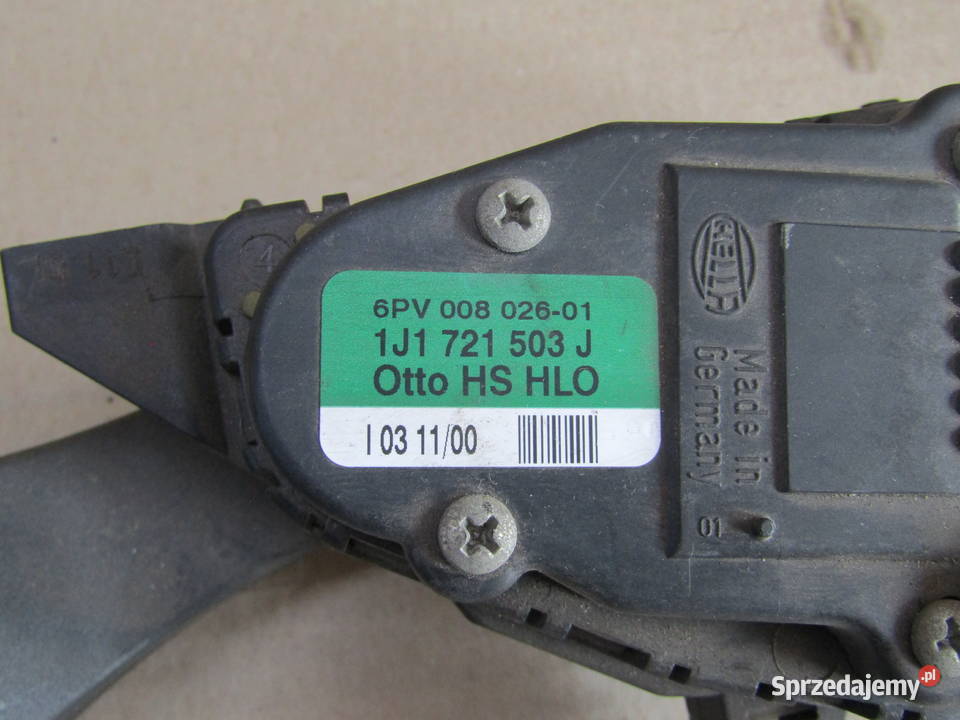 6PV 008 026-01
1J1 721 503 J
Otto HS HLO
I 03 11/00
HELLA
Made in
Germany
01
4
Sprzedajemy.pl